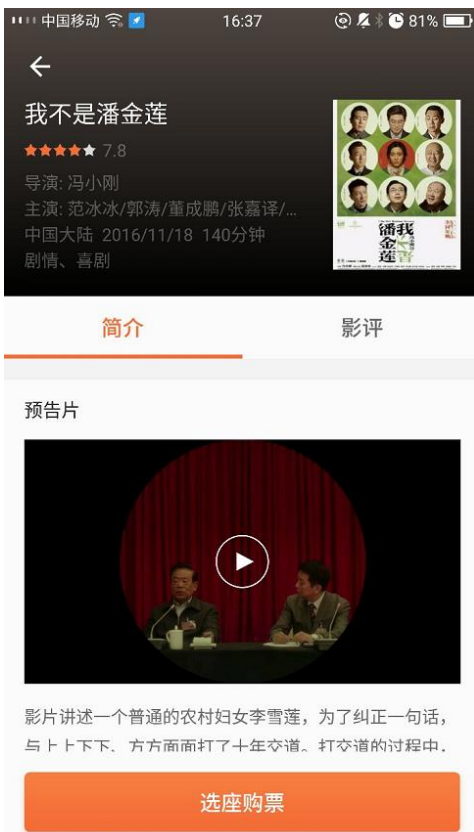 中国移动 16:37 81%
我不是潘金莲
7.8
导演: 冯小刚
主演: 范冰冰/郭涛/董成鹏/张嘉译/...
中国大陆 2016/11/18 140分钟
剧情、喜剧
我不是潘金莲
简介 影评
预告片
影片讲述一个普通的农村妇女李雪莲，为了纠正一句话，
与上上下下、方方面面打了十年交道。打交道的过程中，
选座购票